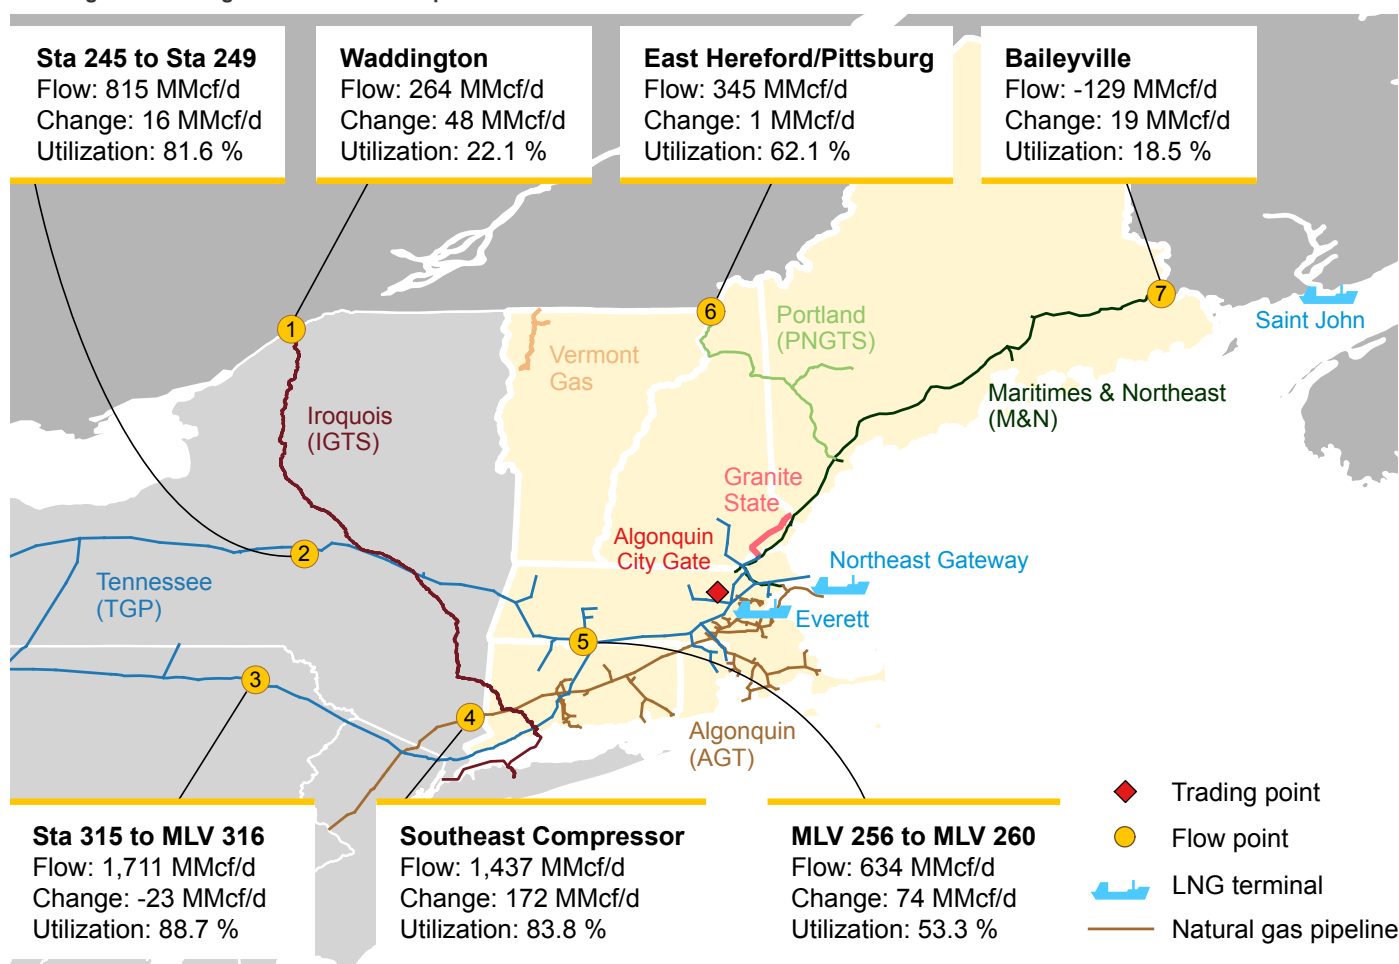 Sta 245 to Sta 249
Flow: 815 MMcf/d
Change: 16 MMcf/d
Utilization: 81.6 %
Waddington
Flow: 264 MMcf/d
Change: 48 MMcf/d
Utilization: 22.1 %
East Hereford/Pittsburg
Flow: 345 MMcf/d
Change: 1 MMcf/d
Utilization: 62.1 %
Baileyville
Flow: -129 MMcf/d
Change: 19 MMcf/d
Utilization: 18.5 %
7
6
1
Saint John
Portland
(PNGTS)
Vermont
Gas
Maritimes & Northeast
(M&N)
Iroquois
(IGTS)
Granite
State
Algonquin
City Gate
2
Northeast Gateway
Tennessee
(TGP)
Everett
5
3
4
Algonquin
(AGT)
Sta 315 to MLV 316
Flow: 1,711 MMcf/d
Change: -23 MMcf/d
Utilization: 88.7 %
Southeast Compressor
Flow: 1,437 MMcf/d
Change: 172 MMcf/d
Utilization: 83.8 %
MLV 256 to MLV 260
Flow: 634 MMcf/d
Change: 74 MMcf/d
Utilization: 53.3 %
Trading point
Flow point
LNG terminal
Natural gas pipeline